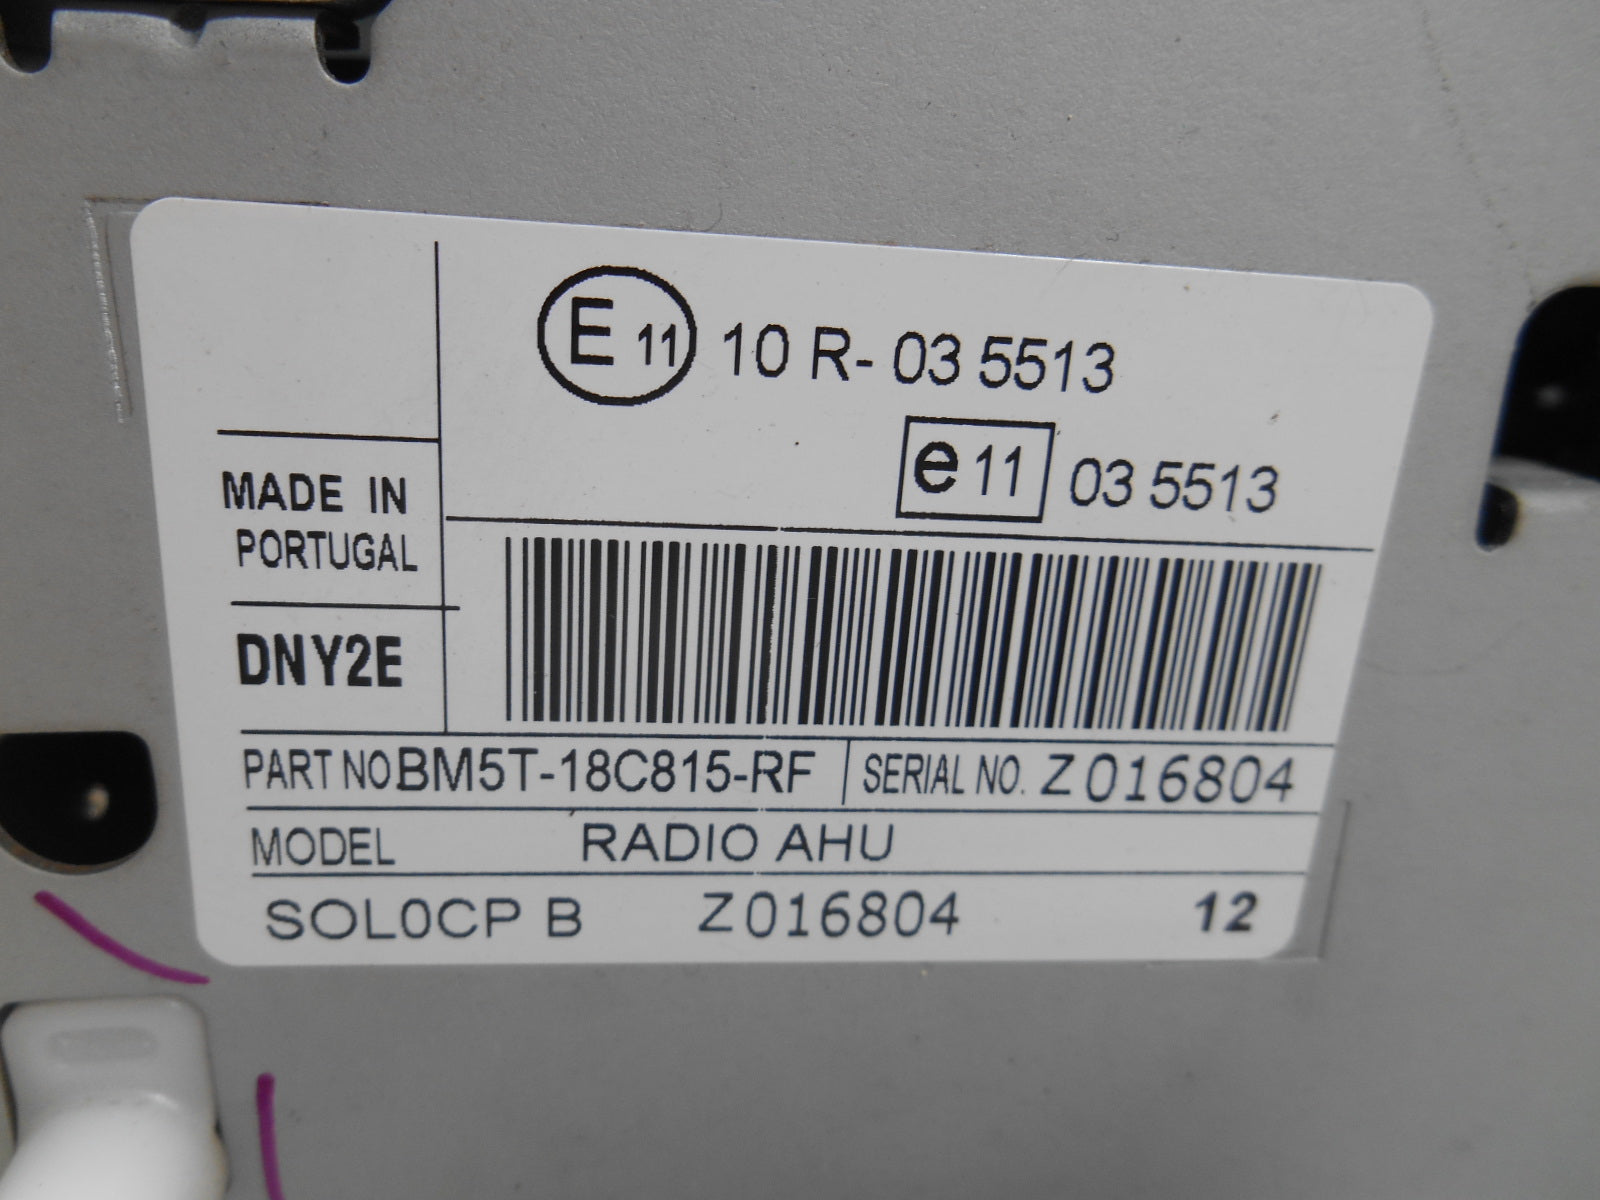 E 11 10 R- 03 5513
e 11 03 5513
MADE IN
PORTUGAL
DNY2E
PART NO BM5T-18C815-RF SERIAL NO. Z016804
MODEL RADIO AHU
SOL0CP B Z016804 12